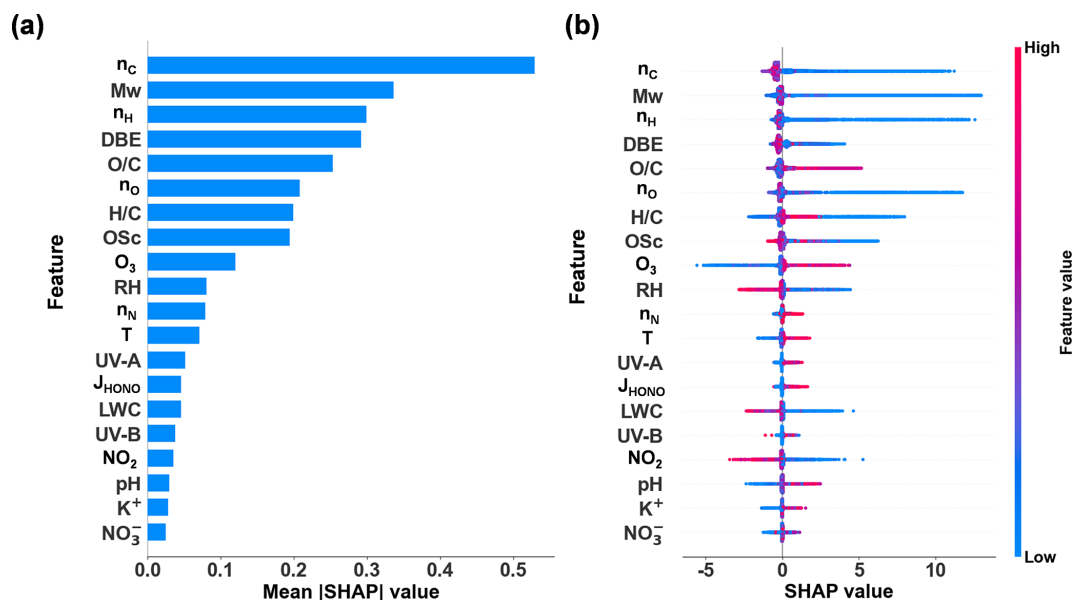 (a)
Feature
n_C
Mw
n_H
DBE
O/C
n_O
H/C
OSc
O_3
RH
n_N
T
UV-A
J_HONO
LWC
UV-B
NO_2
pH
K^+
NO_3^−
0.0 0.1 0.2 0.3 0.4 0.5
Mean |SHAP| value
(b)
Feature
n_C
Mw
n_H
DBE
O/C
n_O
H/C
OSc
O_3
RH
n_N
T
UV-A
J_HONO
LWC
UV-B
NO_2
pH
K^+
NO_3^−
-5 0 5 10
SHAP value
High
Feature value
Low